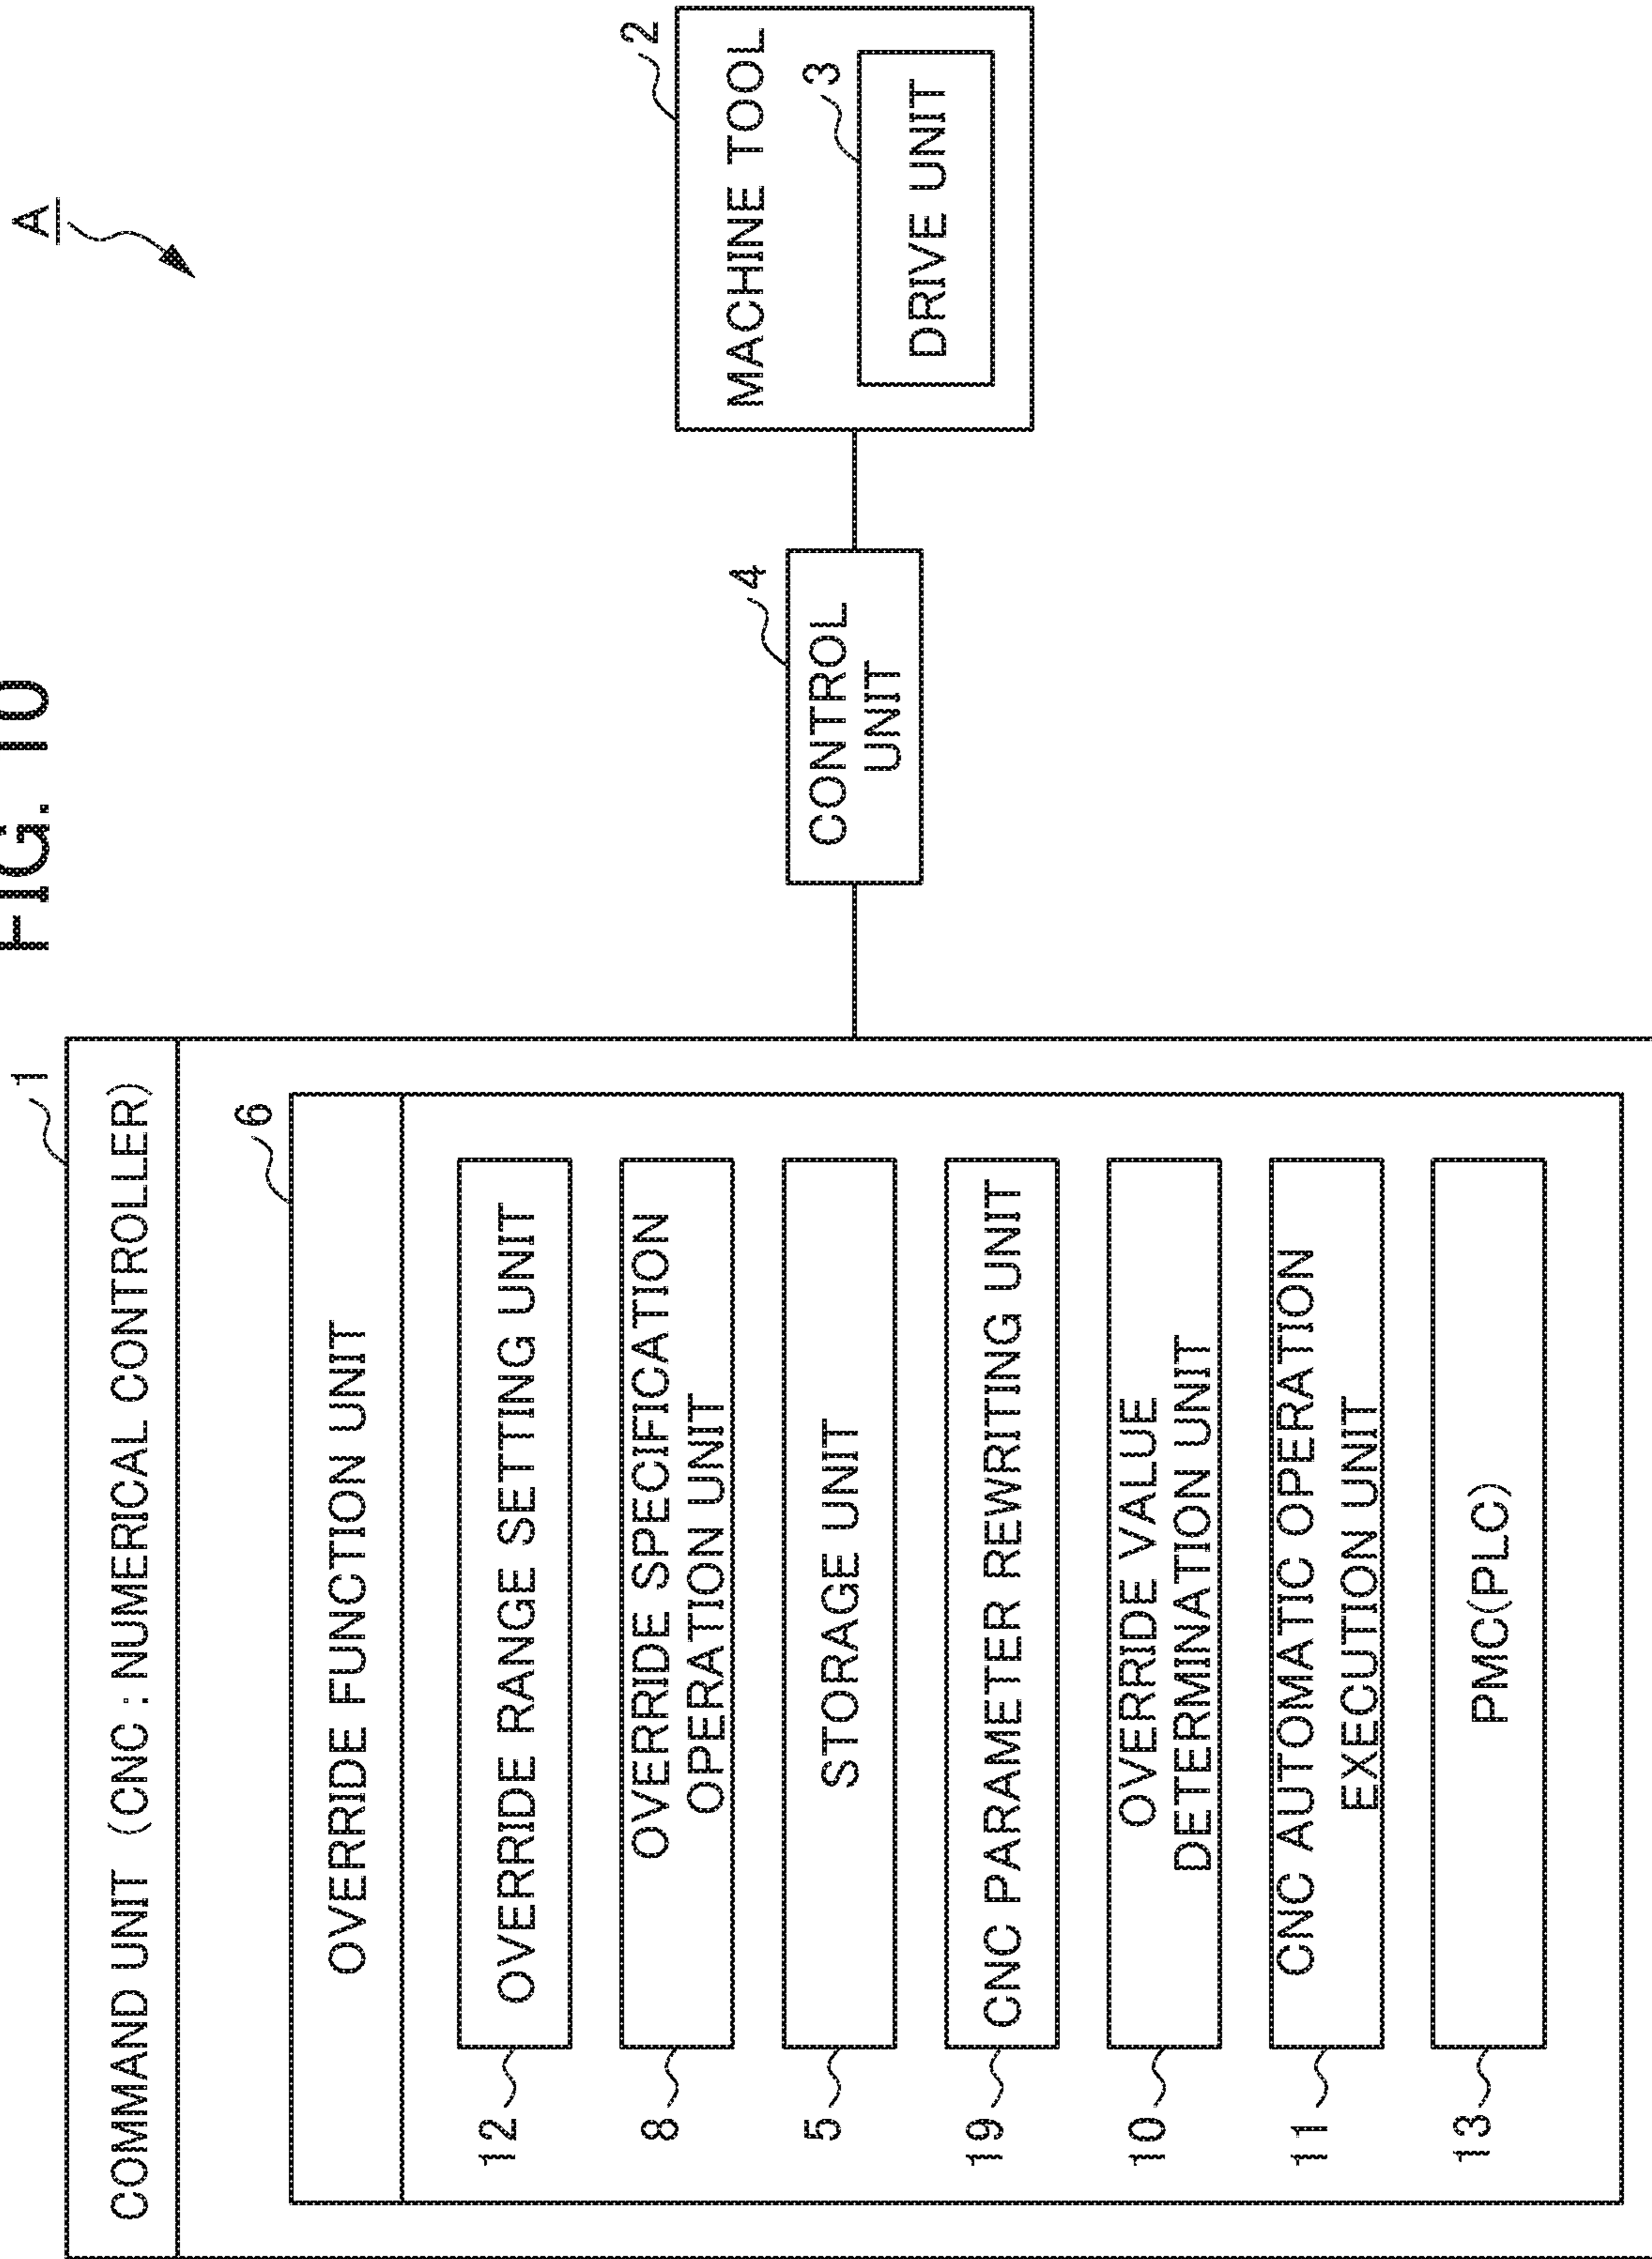 FIG. 10
A
1
COMMAND UNIT (CNC : NUMERICAL CONTROLLER)
6
OVERRIDE FUNCTION UNIT
12
OVERRIDE RANGE SETTING UNIT
8
OVERRIDE SPECIFICATION
OPERATION UNIT
5
STORAGE UNIT
19
CNC PARAMETER REWRITING UNIT
10
OVERRIDE VALUE
DETERMINATION UNIT
11
CNC AUTOMATIC OPERATION
EXECUTION UNIT
13
PMC(PLC)
4
CONTROL
UNIT
2
MACHINE TOOL
3
DRIVE UNIT